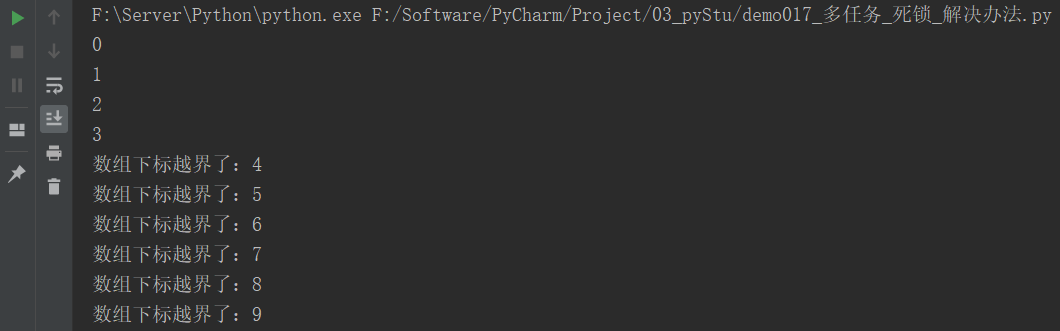 F:\Server\Python\python.exe F:/Software/PyCharm/Project/03_pyStu/demo017_多任务_死锁_解决办法.py
0
1
2
3
数组下标越界了：4
数组下标越界了：5
数组下标越界了：6
数组下标越界了：7
数组下标越界了：8
数组下标越界了：9